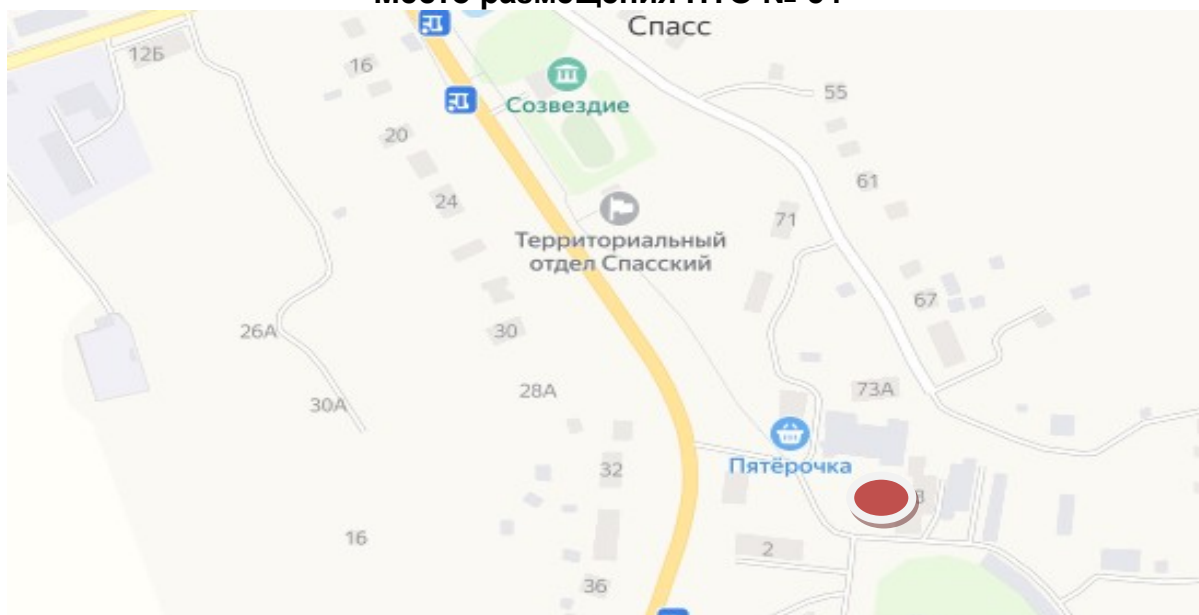 Спасс
12Б
16
Созвездие
55
20
61
24
71
Территориальный
отдел Спасский
67
26А
30
28А
73А
30А
Пятёрочка
32
16
2
36